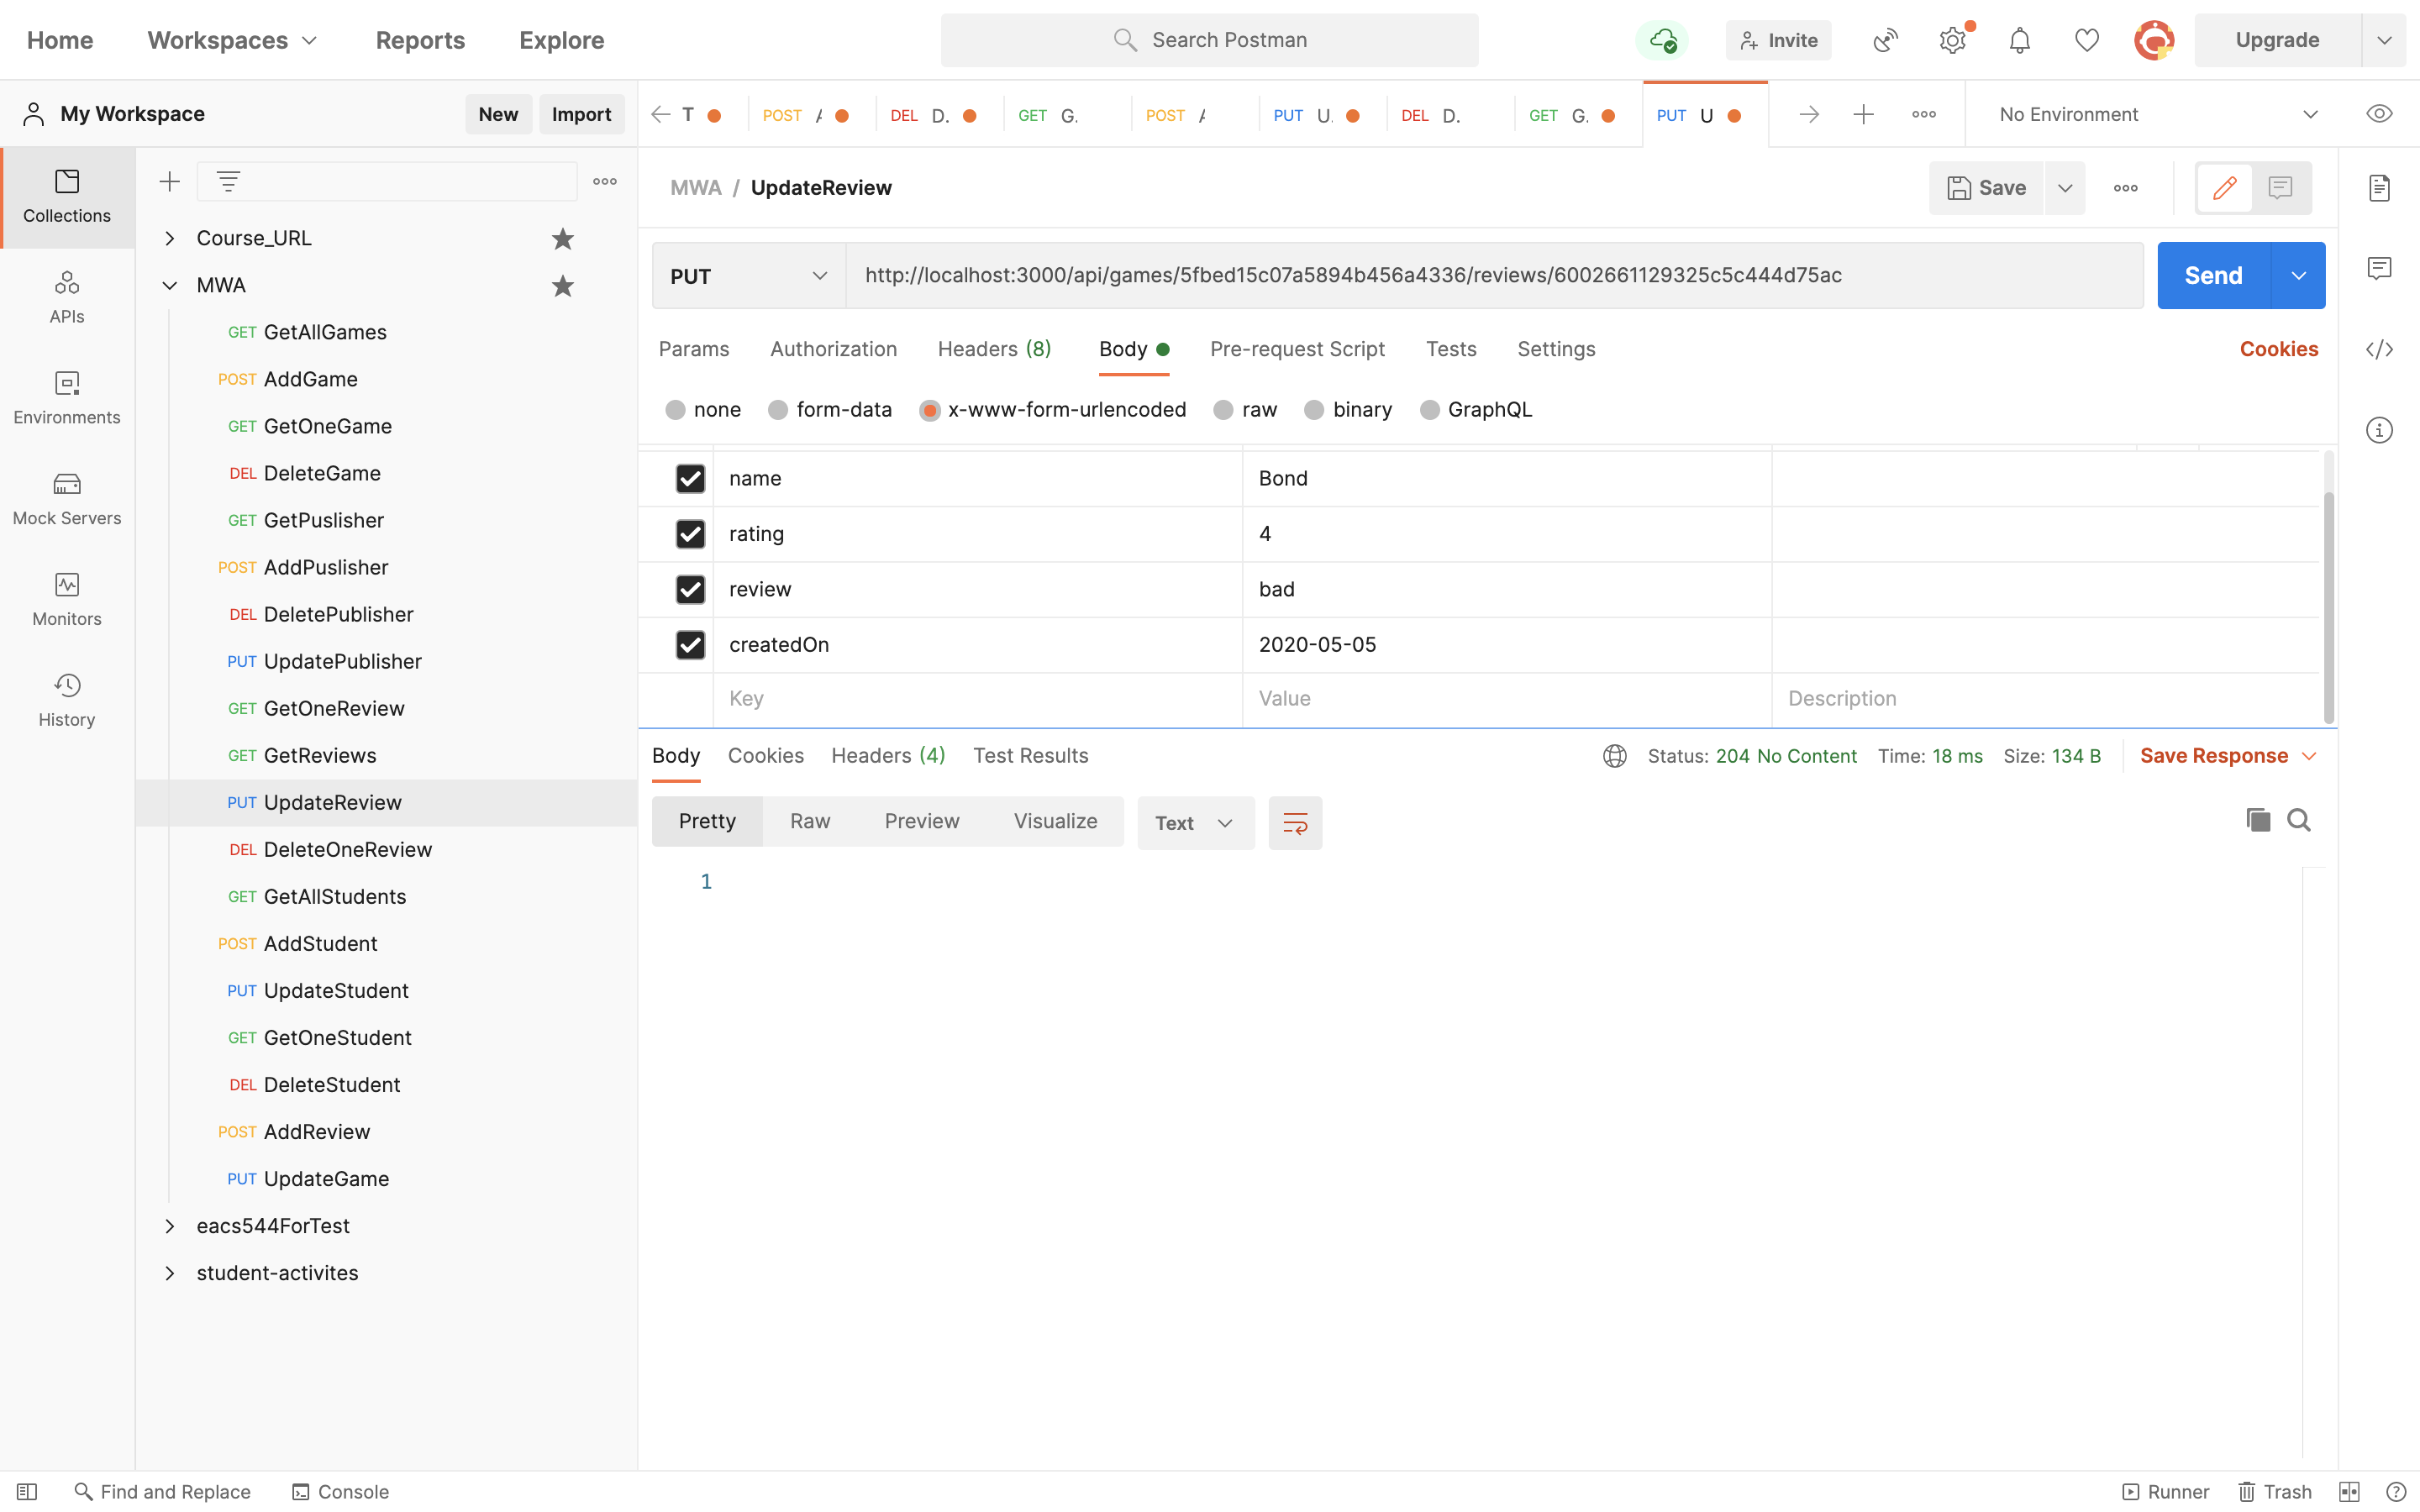 Home Workspaces Reports Explore Search Postman Invite Upgrade
My Workspace New Import T POST A DEL D. GET G. POST A PUT U. DEL D. GET G. PUT U No Environment
Collections
APIs
Environments
Mock Servers
Monitors
History
Course_URL
MWA
GET GetAllGames
POST AddGame
GET GetOneGame
DEL DeleteGame
GET GetPuslisher
POST AddPuslisher
DEL DeletePublisher
PUT UpdatePublisher
GET GetOneReview
GET GetReviews
PUT UpdateReview
DEL DeleteOneReview
GET GetAllStudents
POST AddStudent
PUT UpdateStudent
GET GetOneStudent
DEL DeleteStudent
POST AddReview
PUT UpdateGame
eacs544ForTest
student-activites
MWA / UpdateReview Save
PUT http://localhost:3000/api/games/5fbed15c07a5894b456a4336/reviews/6002661129325c5c444d75ac Send
Params Authorization Headers (8) Body Pre-request Script Tests Settings Cookies
none form-data x-www-form-urlencoded raw binary GraphQL
name Bond
rating 4
review bad
createdOn 2020-05-05
Key Value Description
Body Cookies Headers (4) Test Results Status: 204 No Content Time: 18 ms Size: 134 B Save Response
Pretty Raw Preview Visualize Text
1
Find and Replace Console Runner Trash